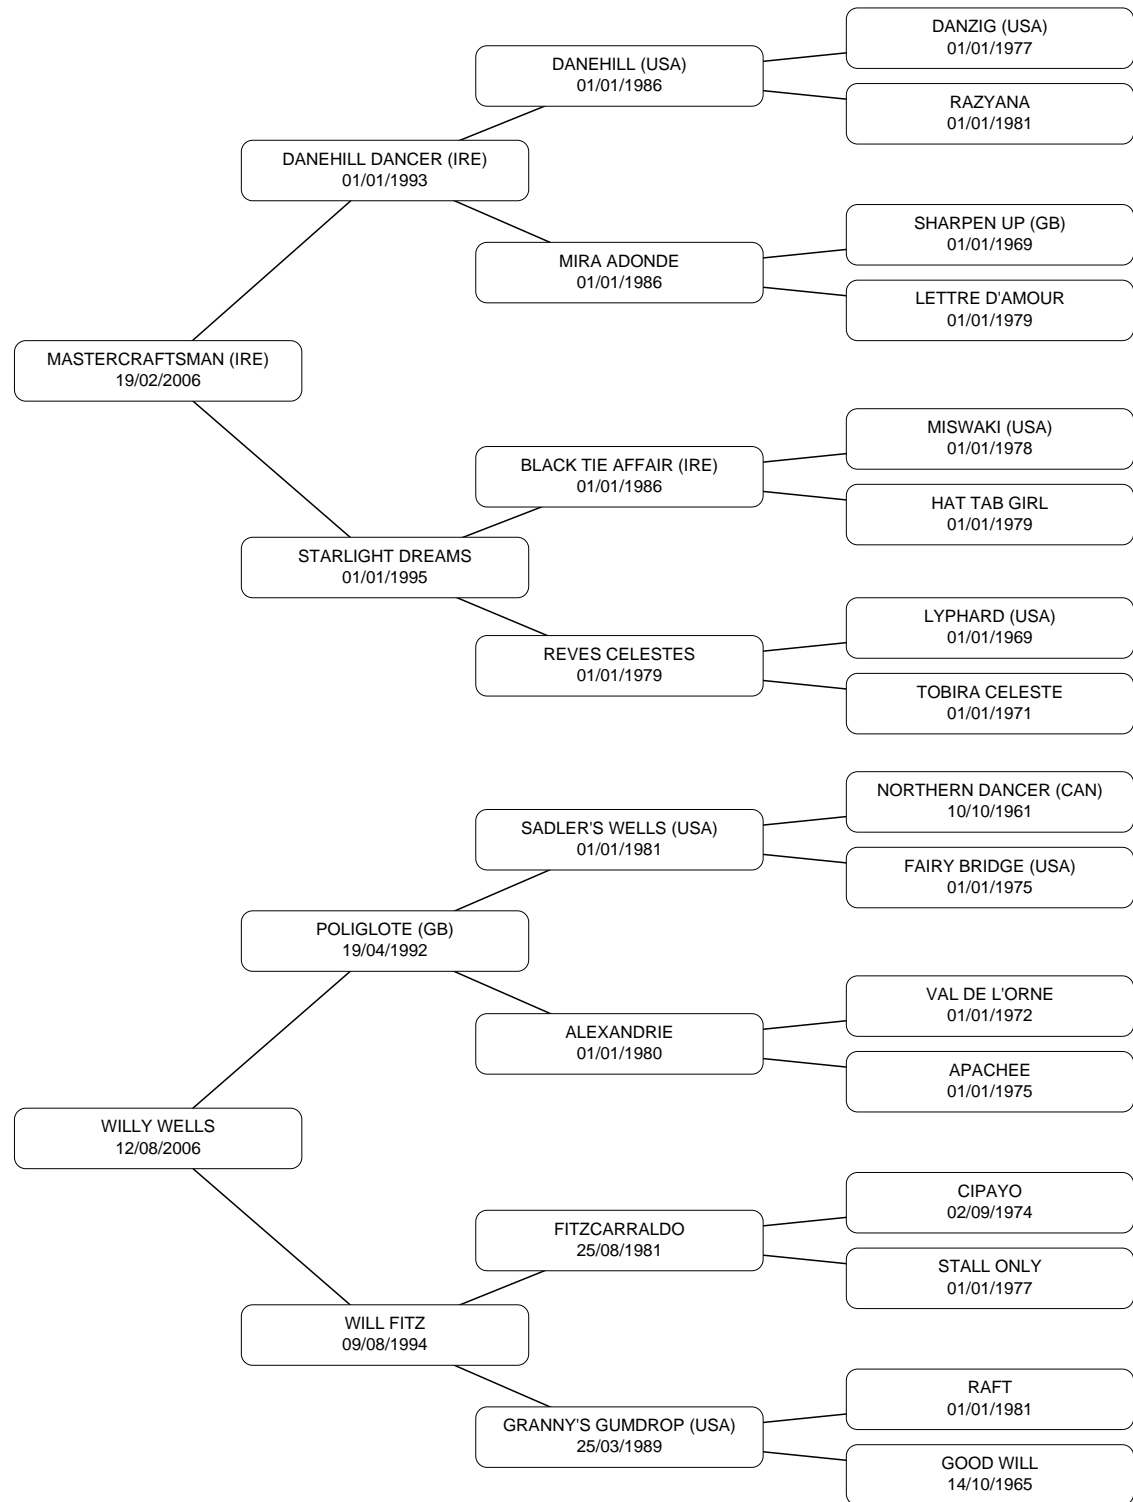 DANZIG (USA)
01/01/1977
DANEHILL (USA)
01/01/1986
RAZYANA
01/01/1981
DANEHILL DANCER (IRE)
01/01/1993
SHARPEN UP (GB)
01/01/1969
MIRA ADONDE
01/01/1986
LETTRE D'AMOUR
01/01/1979
MASTERCRAFTSMAN (IRE)
19/02/2006
MISWAKI (USA)
01/01/1978
BLACK TIE AFFAIR (IRE)
01/01/1986
HAT TAB GIRL
01/01/1979
STARLIGHT DREAMS
01/01/1995
LYPHARD (USA)
01/01/1969
REVES CELESTES
01/01/1979
TOBIRA CELESTE
01/01/1971
NORTHERN DANCER (CAN)
10/10/1961
SADLER'S WELLS (USA)
01/01/1981
FAIRY BRIDGE (USA)
01/01/1975
POLIGLOTE (GB)
19/04/1992
VAL DE L'ORNE
01/01/1972
ALEXANDRIE
01/01/1980
APACHEE
01/01/1975
WILLY WELLS
12/08/2006
CIPAYO
02/09/1974
FITZCARRALDO
25/08/1981
STALL ONLY
01/01/1977
WILL FITZ
09/08/1994
RAFT
01/01/1981
GRANNY'S GUMDROP (USA)
25/03/1989
GOOD WILL
14/10/1965